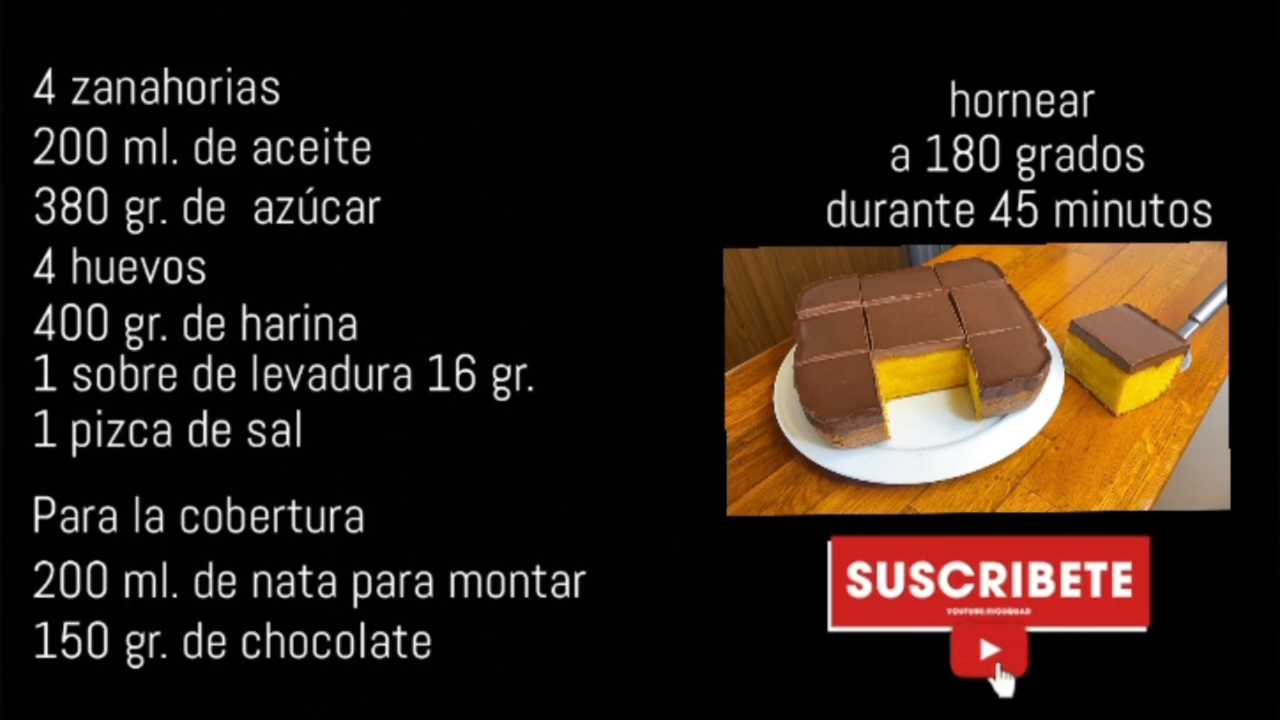 4 zanahorias
200 ml. de aceite
380 gr. de azúcar
4 huevos
400 gr. de harina
1 sobre de levadura 16 gr.
1 pizca de sal
Para la cobertura
200 ml. de nata para montar
150 gr. de chocolate
hornear
a 180 grados
durante 45 minutos
SUSCRIBETE